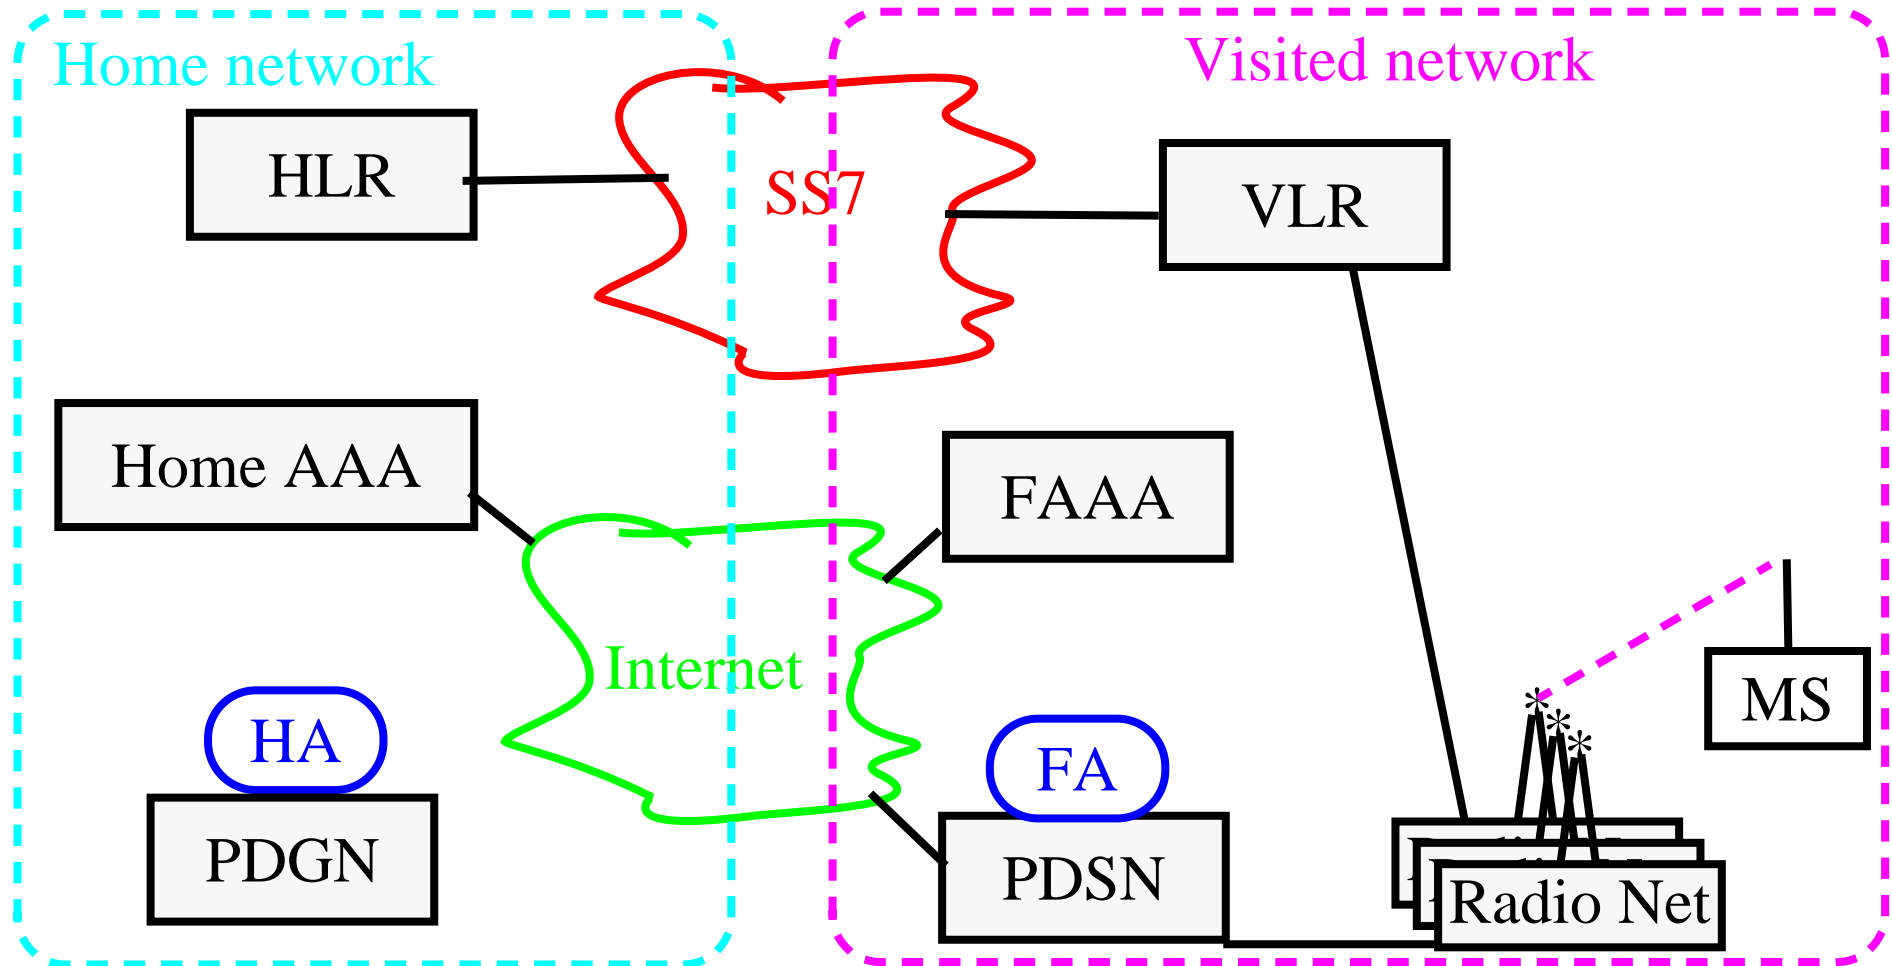 Home network
Visited network
HLR
SS7
VLR
Home AAA
FAAA
Internet
MS
HA
FA
PDGN
PDSN
Radio Net